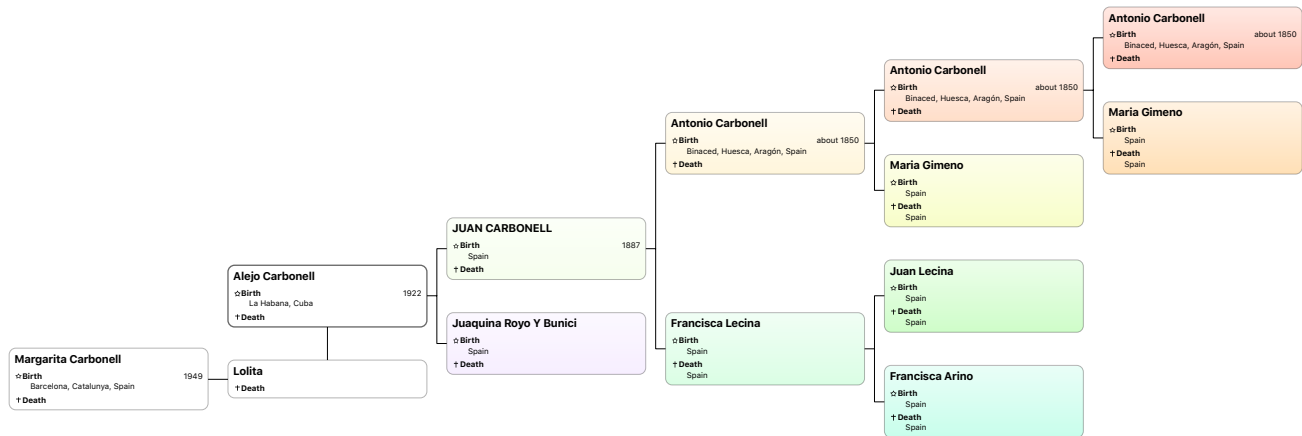 Antonio Carbonell
☆Birth about 1850
Binaced, Huesca, Aragón, Spain
†Death
Maria Gimeno
☆Birth
Spain
†Death
Spain
Antonio Carbonell
☆Birth about 1850
Binaced, Huesca, Aragón, Spain
†Death
Maria Gimeno
☆Birth
Spain
†Death
Spain
Antonio Carbonell
☆Birth about 1850
Binaced, Huesca, Aragón, Spain
†Death
Juan Lecina
☆Birth
Spain
†Death
Spain
Francisca Arino
☆Birth
Spain
†Death
Spain
Francisca Lecina
☆Birth
Spain
†Death
Spain
JUAN CARBONELL
☆Birth 1887
Spain
†Death
Juaquina Royo Y Bunici
☆Birth
Spain
†Death
Alejo Carbonell
☆Birth 1922
La Habana, Cuba
†Death
Lolita
†Death
Margarita Carbonell
☆Birth 1949
Barcelona, Catalunya, Spain
†Death